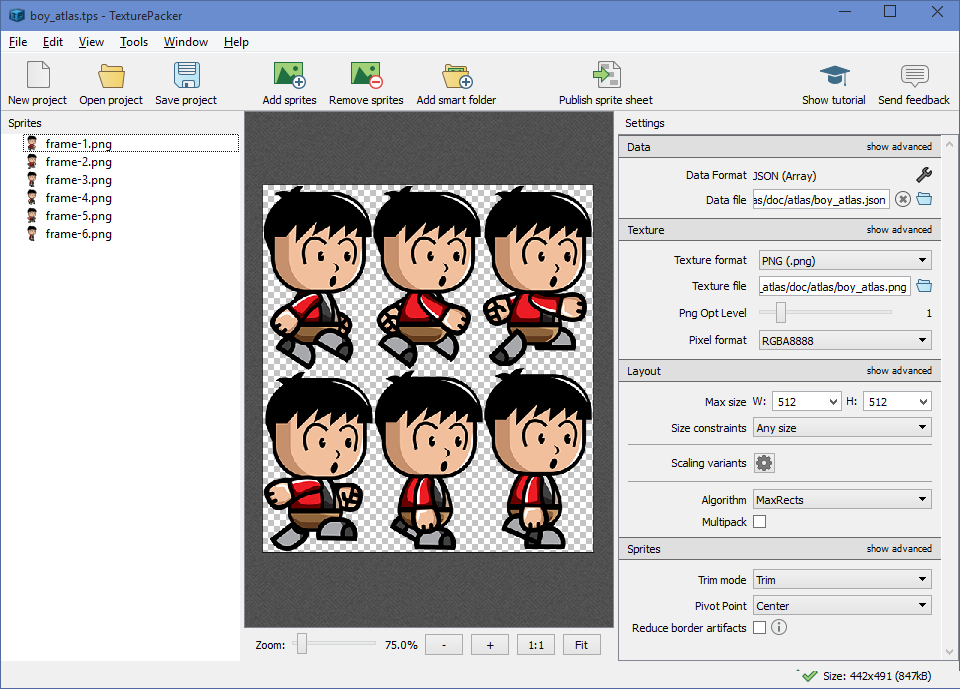 boy_atlas.tps - TexturePacker
File Edit View Tools Window Help
New project Open project Save project Add sprites Remove sprites Add smart folder Publish sprite sheet Show tutorial Send feedback
Sprites
frame-1.png
frame-2.png
frame-3.png
frame-4.png
frame-5.png
frame-6.png
Zoom: 75.0% - + 1:1 Fit
Settings
Data show advanced
Data Format JSON (Array)
Data file as/doc/atlas/boy_atlas.json
Texture show advanced
Texture format PNG (.png)
Texture file _atlas/doc/atlas/boy_atlas.png
Png Opt Level 1
Pixel format RGBA8888
Layout show advanced
Max size W: 512 H: 512
Size constraints Any size
Scaling variants
Algorithm MaxRects
Multipack
Sprites show advanced
Trim mode Trim
Pivot Point Center
Reduce border artifacts
Size: 442x491 (847kB)